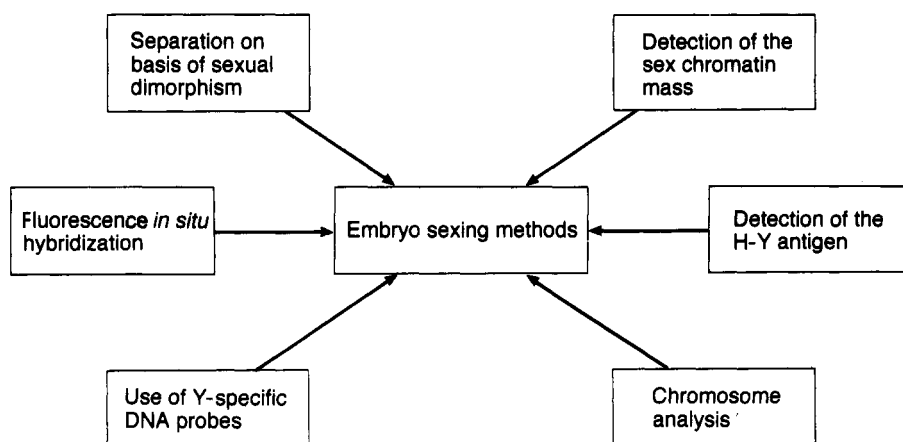 Separation on
basis of sexual
dimorphism
Detection of the
sex chromatin
mass
Fluorescence in situ
hybridization
Embryo sexing methods
Detection of the
H-Y antigen
Use of Y-specific
DNA probes
Chromosome
analysis